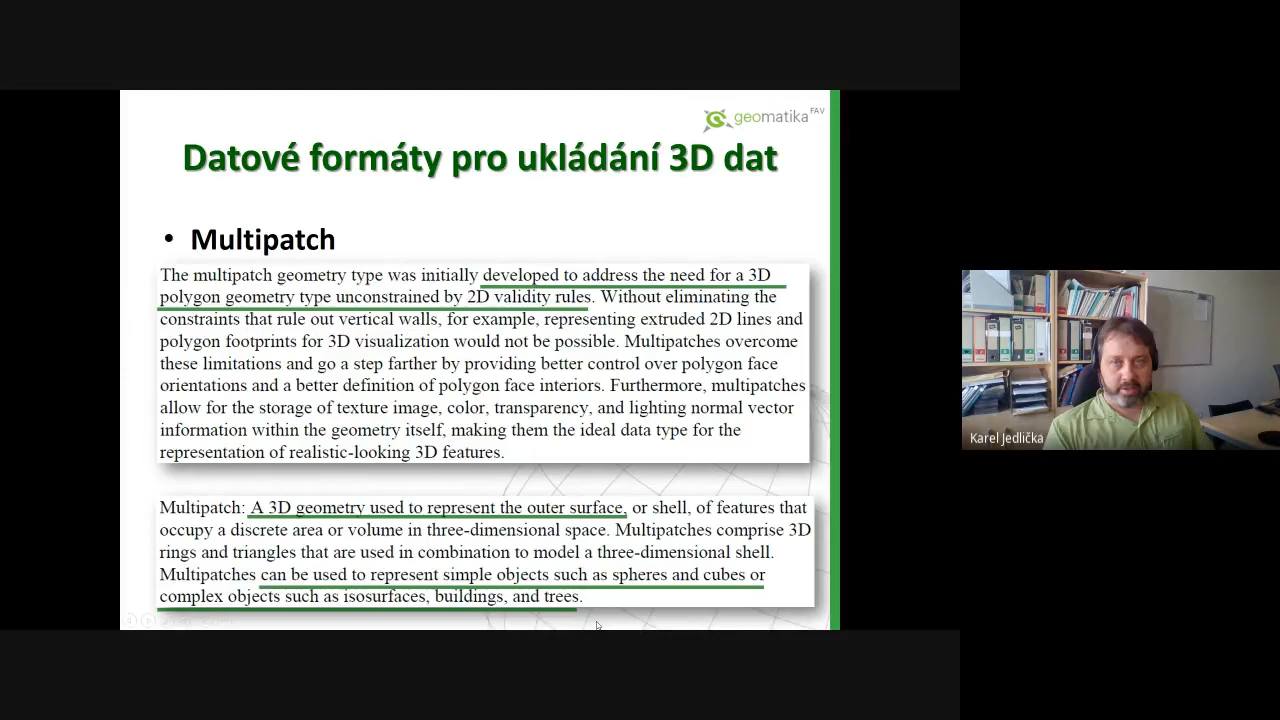 geomatika FAV
Datové formáty pro ukládání 3D dat
• Multipatch
The multipatch geometry type was initially developed to address the need for a 3D
polygon geometry type unconstrained by 2D validity rules. Without eliminating the
constraints that rule out vertical walls, for example, representing extruded 2D lines and
polygon footprints for 3D visualization would not be possible. Multipatches overcome
these limitations and go a step farther by providing better control over polygon face
orientations and a better definition of polygon face interiors. Furthermore, multipatches
allow for the storage of texture image, color, transparency, and lighting normal vector
information within the geometry itself, making them the ideal data type for the
representation of realistic-looking 3D features.
Multipatch: A 3D geometry used to represent the outer surface, or shell, of features that
occupy a discrete area or volume in three-dimensional space. Multipatches comprise 3D
rings and triangles that are used in combination to model a three-dimensional shell.
Multipatches can be used to represent simple objects such as spheres and cubes or
complex objects such as isosurfaces, buildings, and trees.
Karel Jedlička